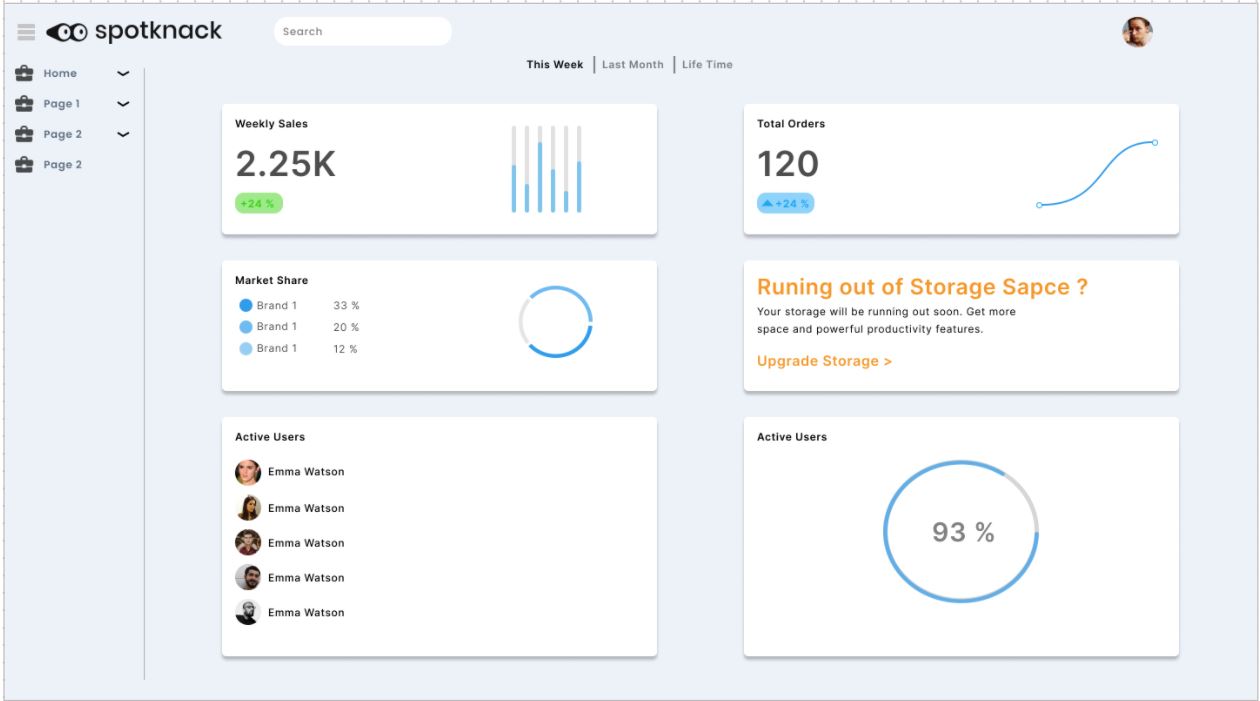 spotknack
Search
This Week
Last Month
Life Time
Home
Page 1
Page 2
Page 2
Weekly Sales
2.25K
+24 %
Total Orders
120
+24 %
Market Share
Brand 1 33 %
Brand 1 20 %
Brand 1 12 %
Runing out of Storage Sapce ?
Your storage will be running out soon. Get more
space and powerful productivity features.
Upgrade Storage >
Active Users
Emma Watson
Emma Watson
Emma Watson
Emma Watson
Emma Watson
Active Users
93 %